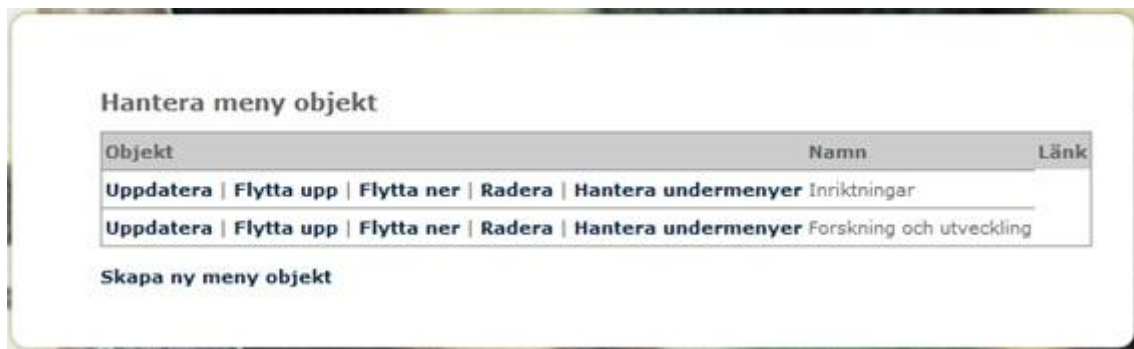 Hantera meny objekt
Objekt Namn Länk
Uppdatera | Flytta upp | Flytta ner | Radera | Hantera undermenyer Inriktningar
Uppdatera | Flytta upp | Flytta ner | Radera | Hantera undermenyer Forskning och utveckling
Skapa ny meny objekt